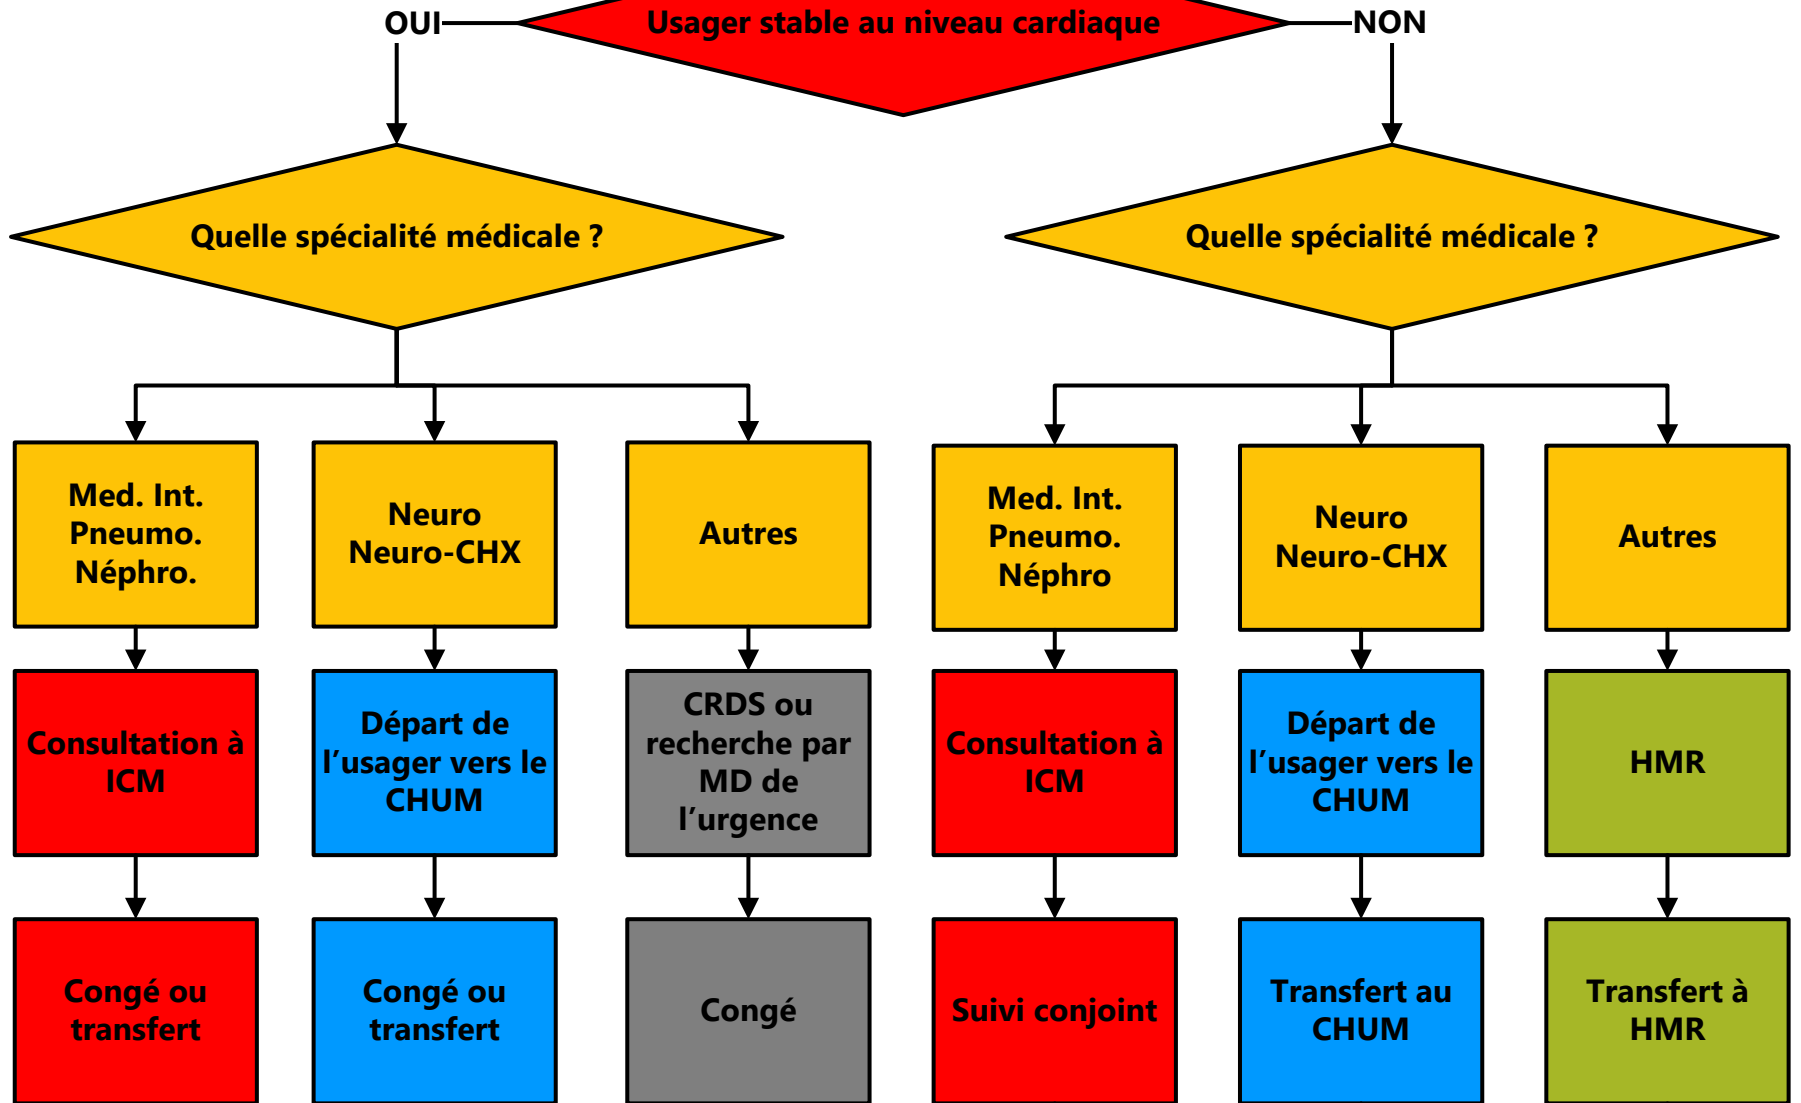 OUI
Usager stable au niveau cardiaque
NON
Quelle spécialité médicale ?
Quelle spécialité médicale ?
Med. Int.
Pneumo.
Néphro.
Neuro
Neuro-CHX
Autres
Med. Int.
Pneumo.
Néphro
Neuro
Neuro-CHX
Autres
Consultation à
ICM
Départ de
l’usager vers le
CHUM
CRDS ou
recherche par
MD de
l’urgence
Consultation à
ICM
Départ de
l’usager vers le
CHUM
HMR
Congé ou
transfert
Congé ou
transfert
Congé
Suivi conjoint
Transfert au
CHUM
Transfert à
HMR